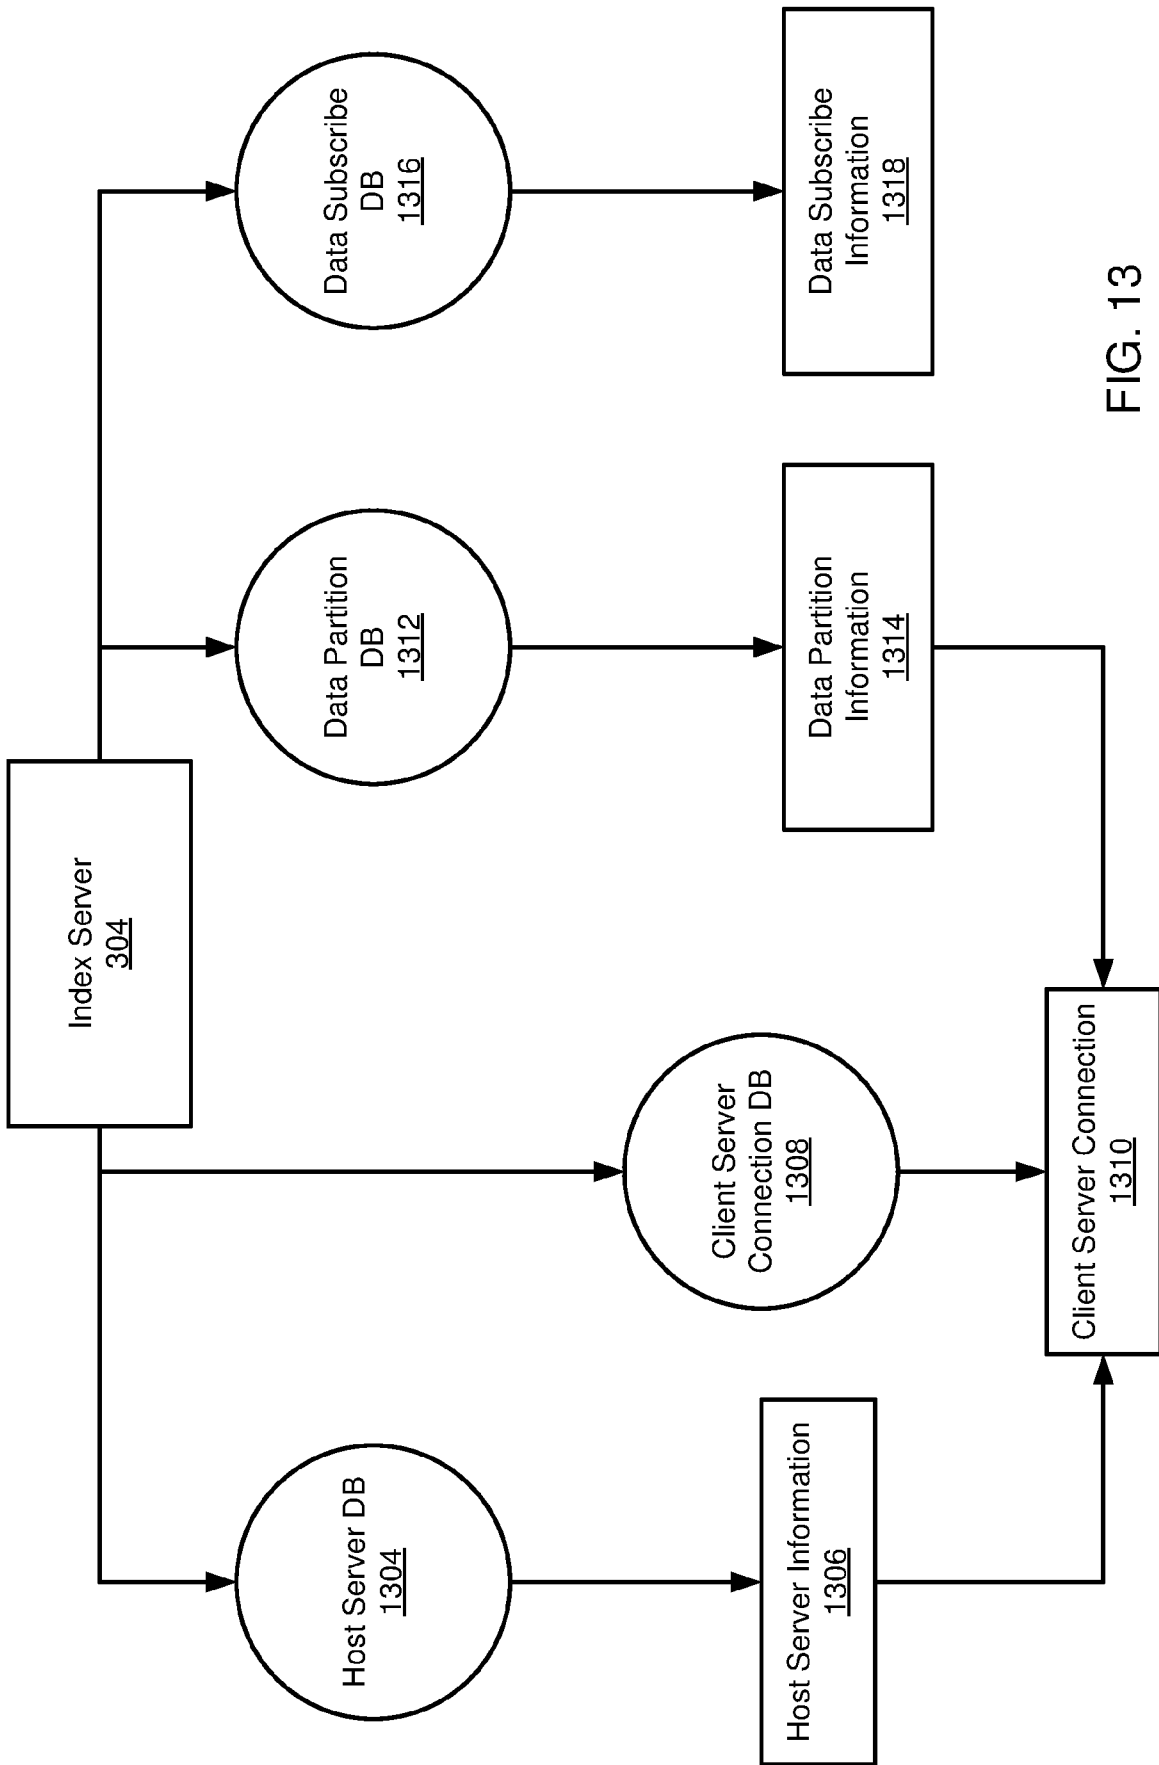 Index Server
304
Host Server DB
1304
Client Server
Connection DB
1308
Data Partition
DB
1312
Data Subscribe
DB
1316
Host Server Information
1306
Client Server Connection
1310
Data Partition
Information
1314
Data Subscribe
Information
1318
FIG. 13